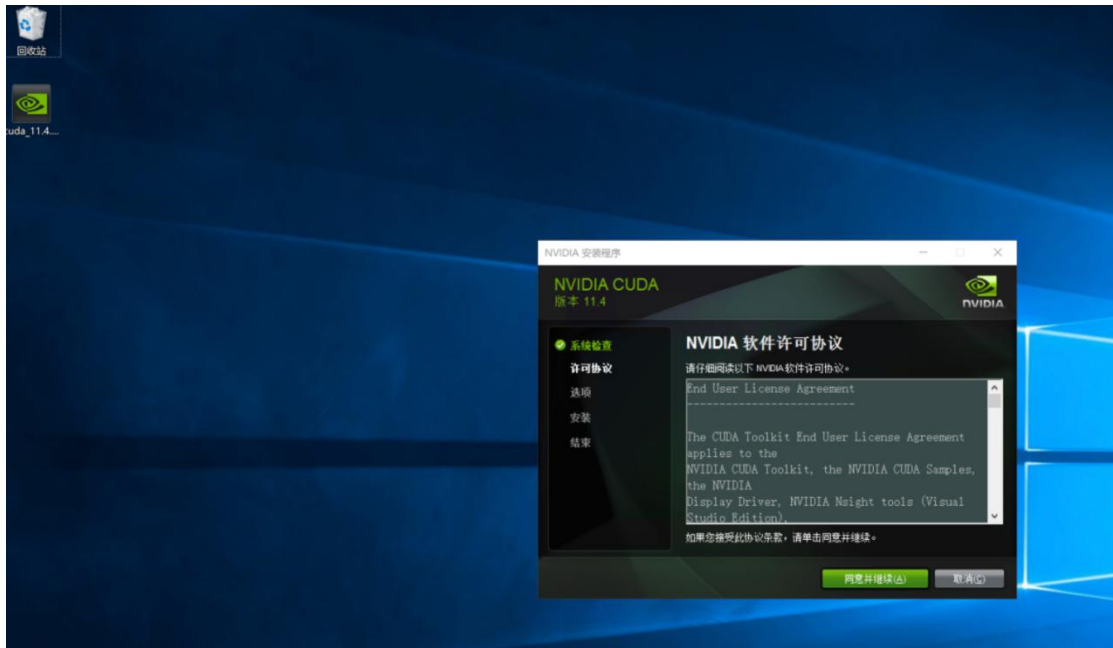 回收站
cuda_11.4....
NVIDIA 安装程序
NVIDIA CUDA
版本 11.4
NVIDIA
系统检查
许可协议
选项
安装
结束
NVIDIA 软件许可协议
请仔细阅读以下 NVIDIA 软件许可协议。
End User License Agreement
--------------------------
The CUDA Toolkit End User License Agreement
applies to the
NVIDIA CUDA Toolkit, the NVIDIA CUDA Samples,
the NVIDIA
Display Driver, NVIDIA Nsight tools (Visual
Studio Edition),
如果您接受此协议条款，请单击同意并继续。
同意并继续(A)
取消(C)